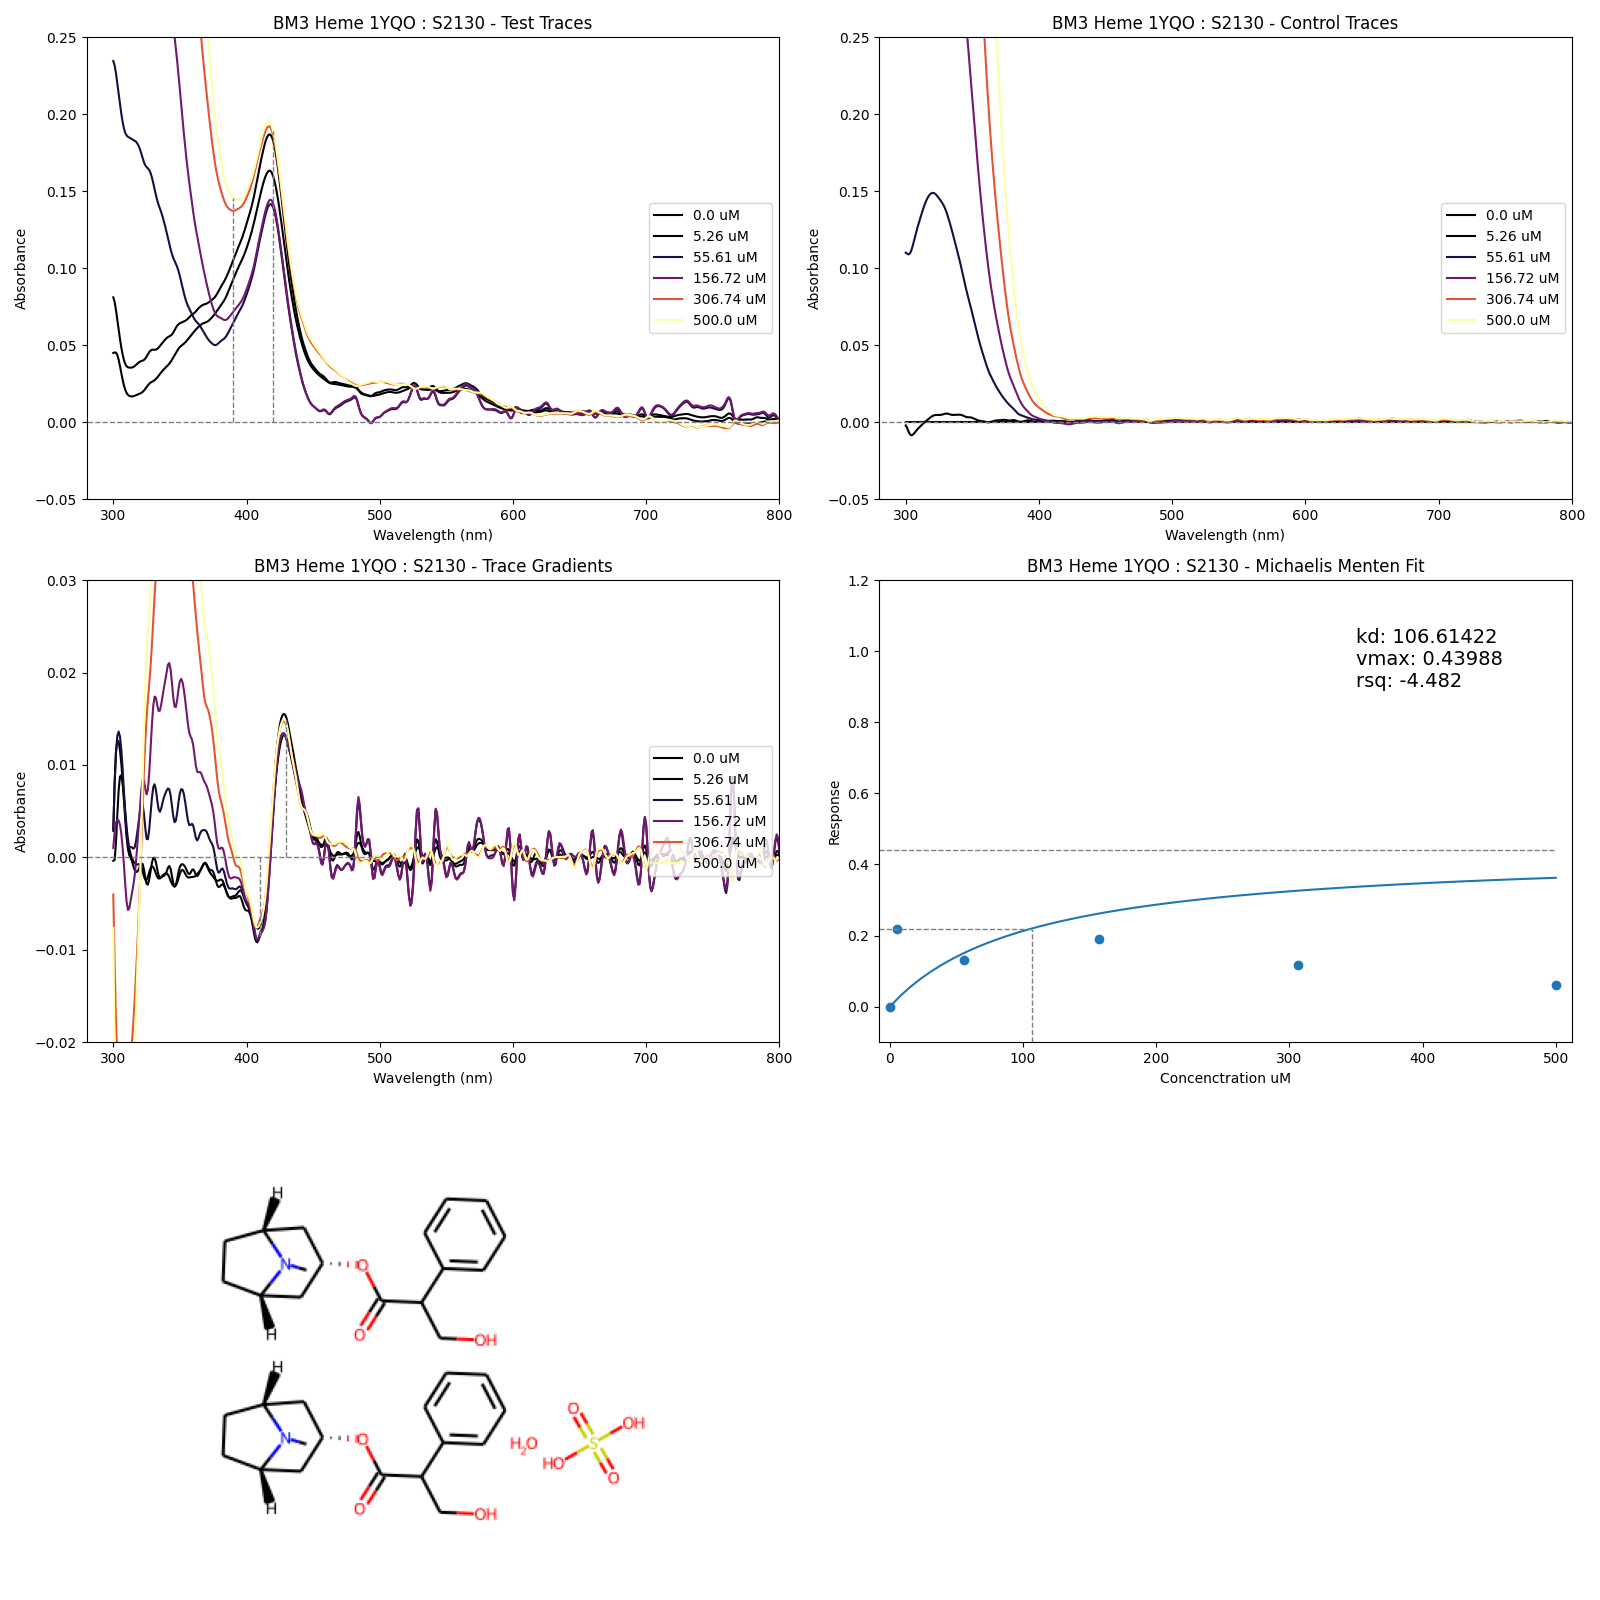 BM3 Heme 1YQO : S2130 - Test Traces
0.25
0.20
0.15
0.10
0.05
0.00
−0.05
Absorbance
300
400
500
600
700
800
Wavelength (nm)
0.0 uM
5.26 uM
55.61 uM
156.72 uM
306.74 uM
500.0 uM
BM3 Heme 1YQO : S2130 - Control Traces
0.25
0.20
0.15
0.10
0.05
0.00
−0.05
Absorbance
300
400
500
600
700
800
Wavelength (nm)
0.0 uM
5.26 uM
55.61 uM
156.72 uM
306.74 uM
500.0 uM
BM3 Heme 1YQO : S2130 - Trace Gradients
0.03
0.02
0.01
0.00
−0.01
−0.02
Absorbance
300
400
500
600
700
800
Wavelength (nm)
0.0 uM
5.26 uM
55.61 uM
156.72 uM
306.74 uM
500.0 uM
BM3 Heme 1YQO : S2130 - Michaelis Menten Fit
1.2
1.0
0.8
0.6
0.4
0.2
0.0
Response
0
100
200
300
400
500
Concenctration uM
kd: 106.61422
vmax: 0.43988
rsq: -4.482
H
N
O
O
OH
H
H
N
O
O
OH
H
H2O
O
OH
S
HO
O